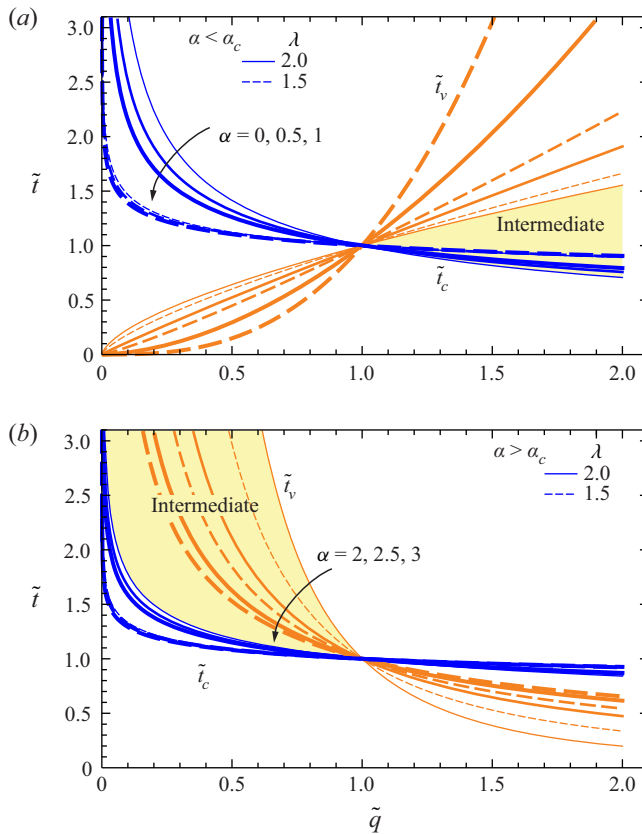 (a)
α < α_c λ
2.0
1.5
α = 0, 0.5, 1
t̃_v
Intermediate
t̃_c
t̃
3.0
2.5
2.0
1.5
1.0
0.5
0
0 0.5 1.0 1.5 2.0
(b)
α > α_c λ
2.0
1.5
t̃_v
Intermediate
α = 2, 2.5, 3
t̃_c
t̃
3.0
2.5
2.0
1.5
1.0
0.5
0
0 0.5 1.0 1.5 2.0
q̃